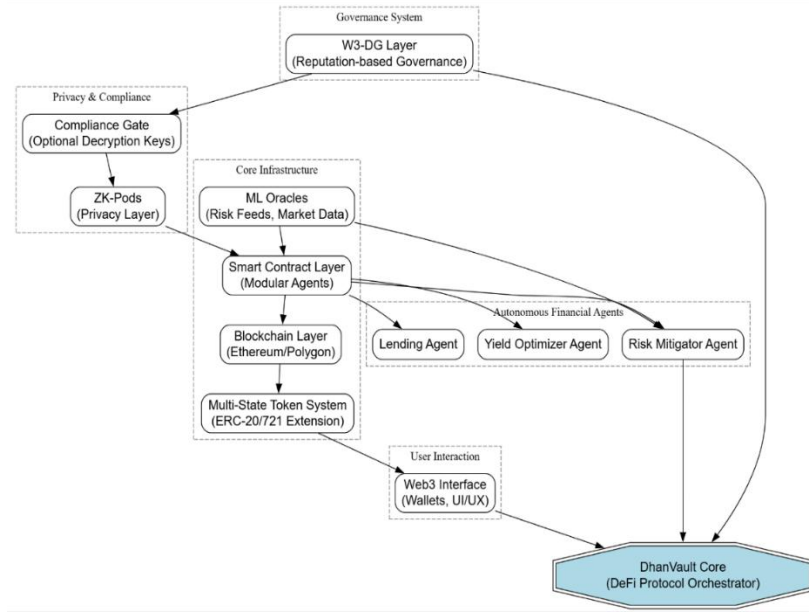 Governance System
W3-DG Layer
(Reputation-based Governance)
Privacy & Compliance
Compliance Gate
(Optional Decryption Keys)
ZK-Pods
(Privacy Layer)
Core Infrastructure
ML Oracles
(Risk Feeds, Market Data)
Smart Contract Layer
(Modular Agents)
Blockchain Layer
(Ethereum/Polygon)
Multi-State Token System
(ERC-20/721 Extension)
Autonomous Financial Agents
Lending Agent
Yield Optimizer Agent
Risk Mitigator Agent
User Interaction
Web3 Interface
(Wallets, UI/UX)
DhanVault Core
(DeFi Protocol Orchestrator)